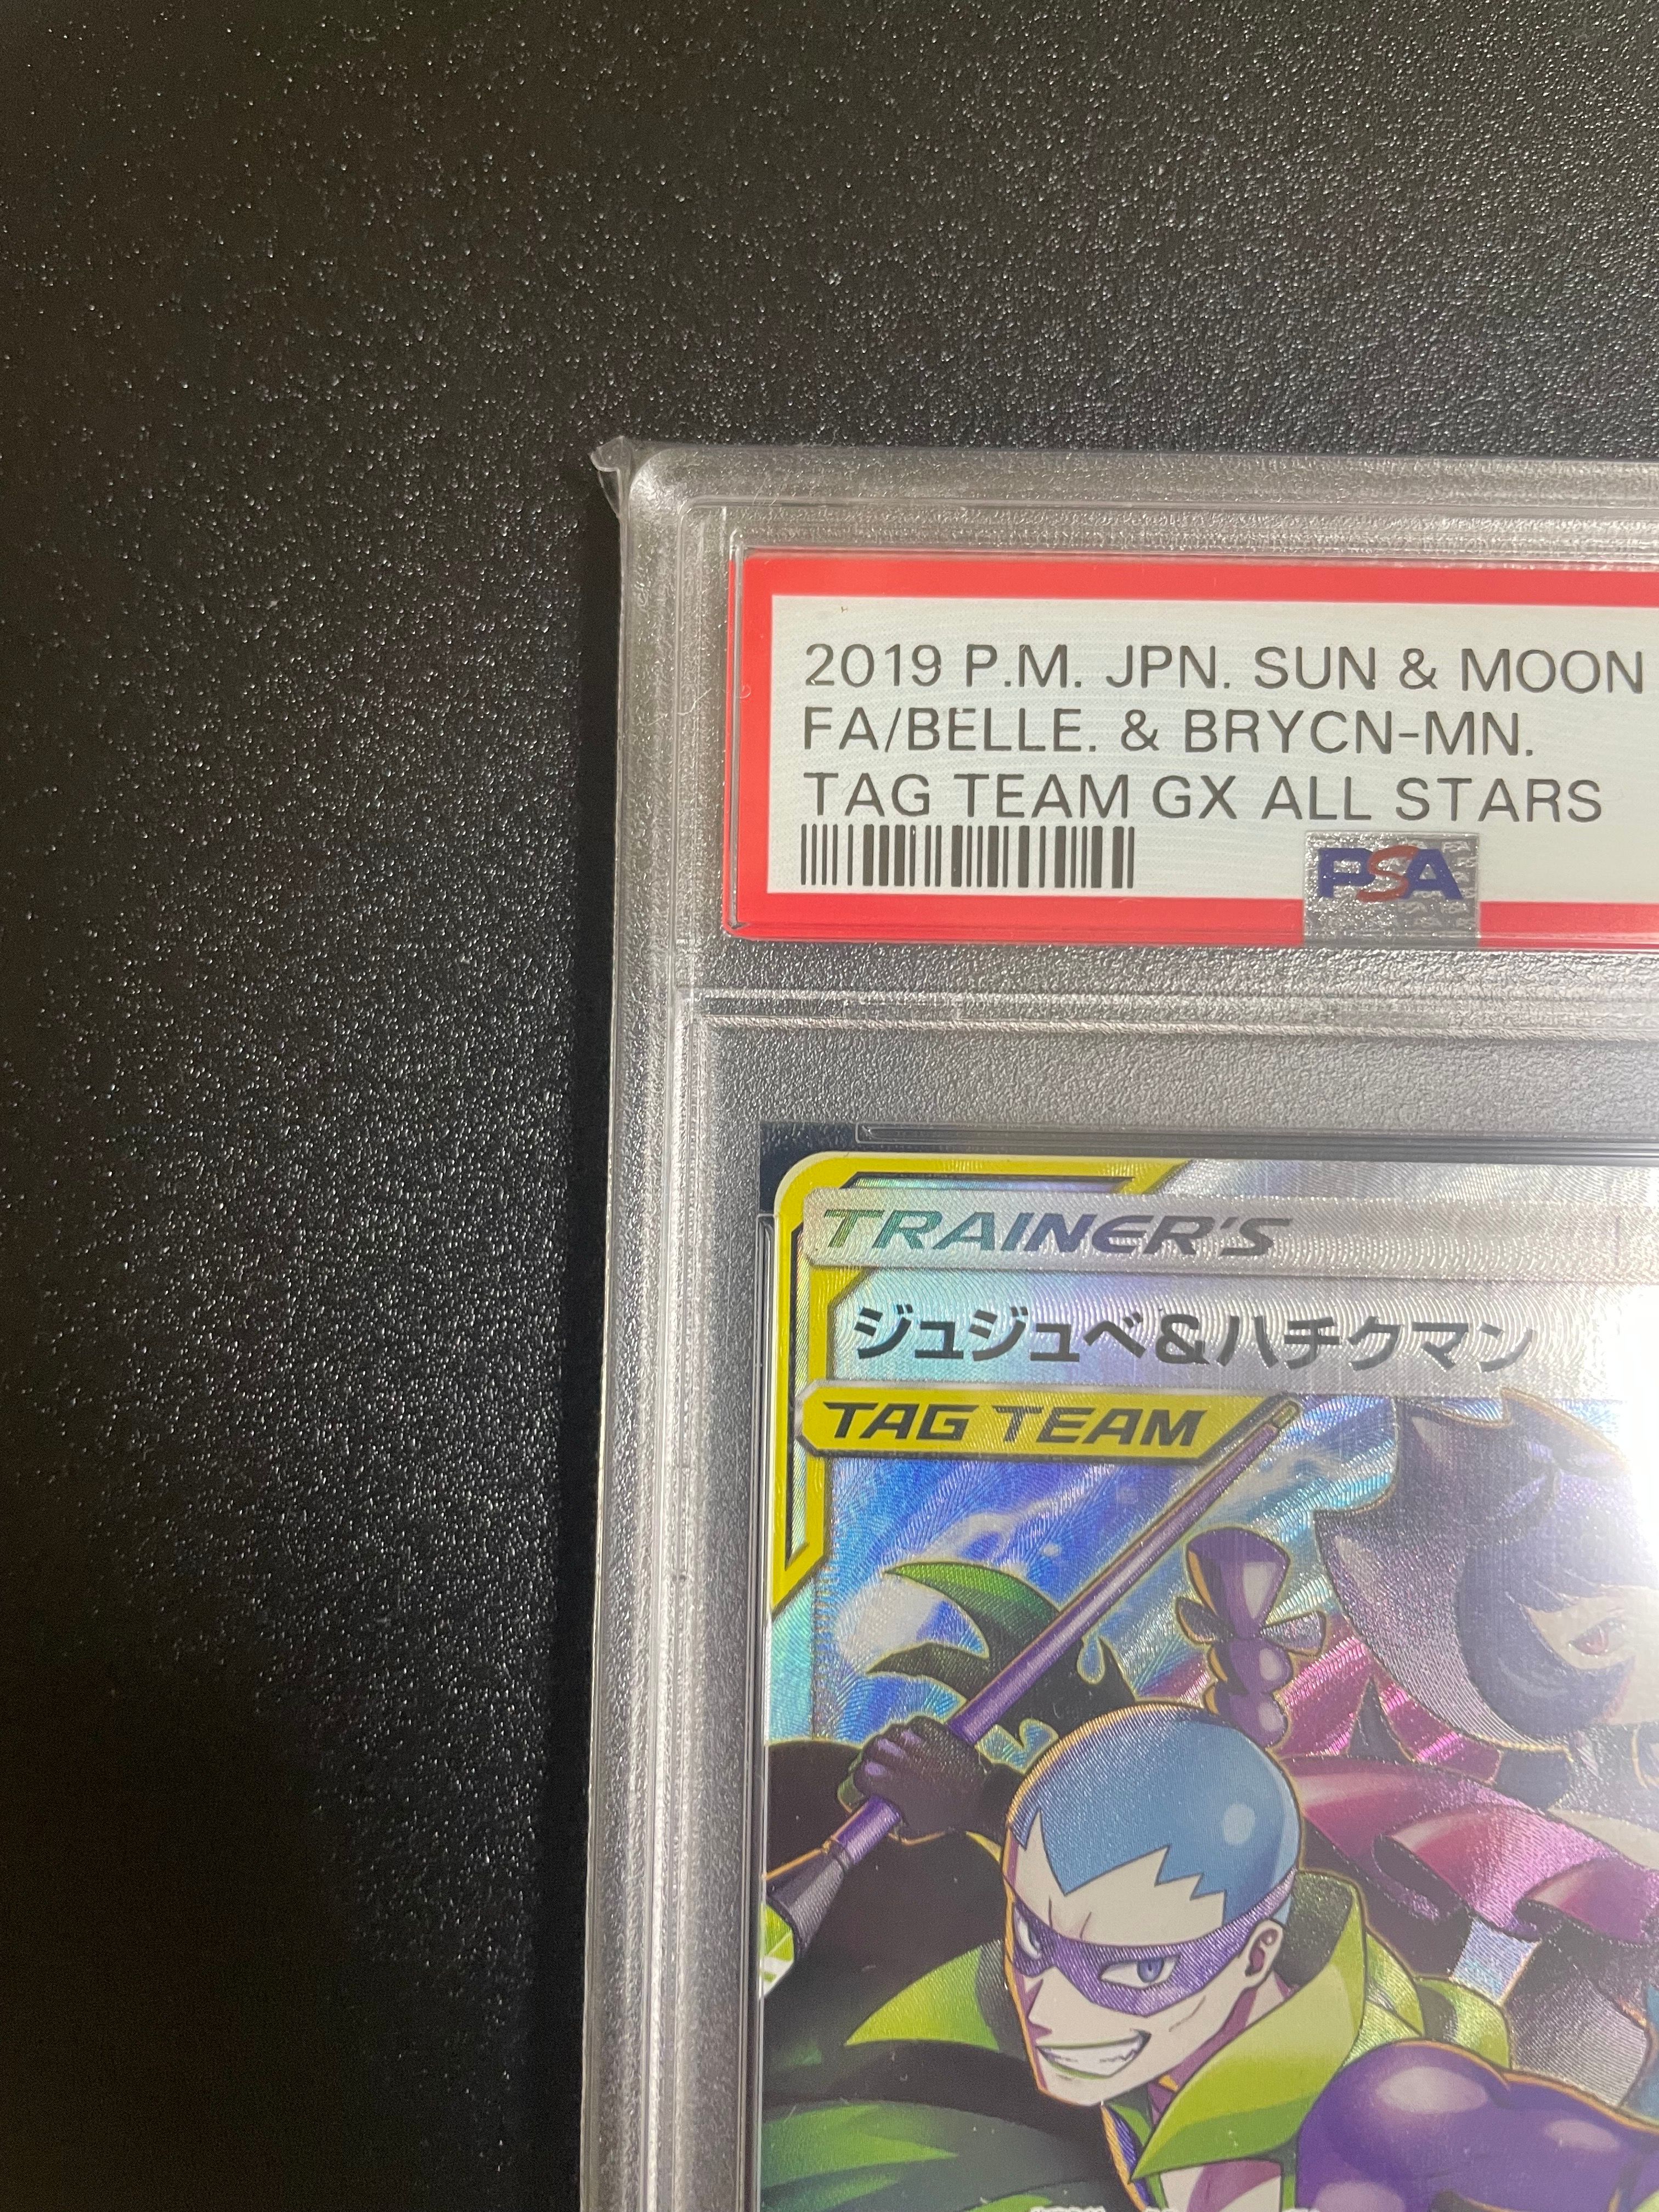 2019 P.M. JPN. SUN & MOON
FA/BELLE. & BRYCN-MN.
TAG TEAM GX ALL STARS
PSA
TRAINER'S
ジュジュベ&ハチクマン
TAG TEAM